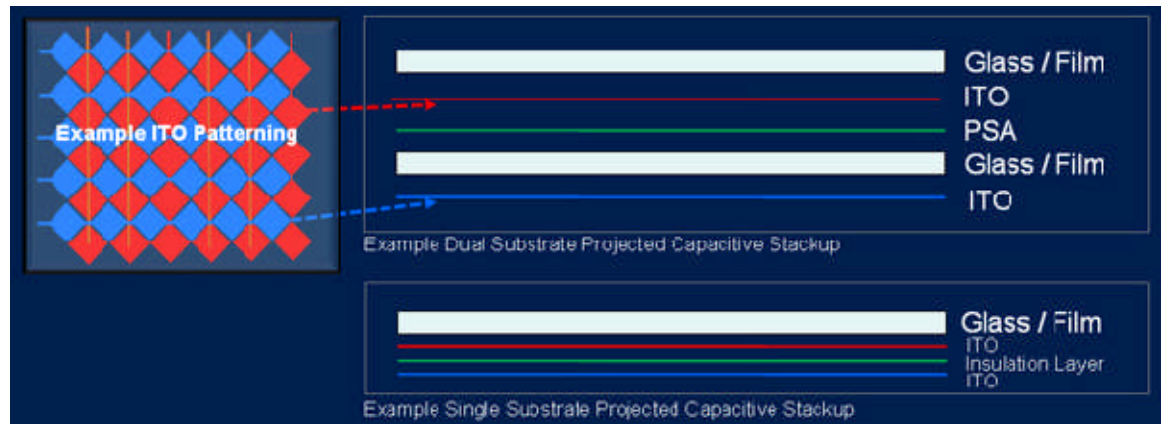 Example ITO Patterning
Glass / Film
ITO
PSA
Glass / Film
ITO
Example Dual Substrate Projected Capacitive Stackup
Glass / Film
ITO
Insulation Layer
ITO
Example Single Substrate Projected Capacitive Stackup